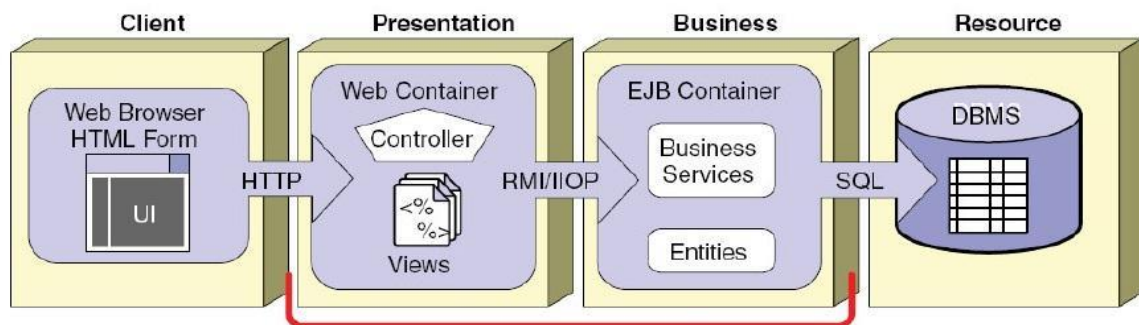 Client
Presentation
Business
Resource
Web Browser
HTML Form
UI
HTTP
Web Container
Controller
<%
%>
Views
RMI/IIOP
EJB Container
Business
Services
Entities
SQL
DBMS